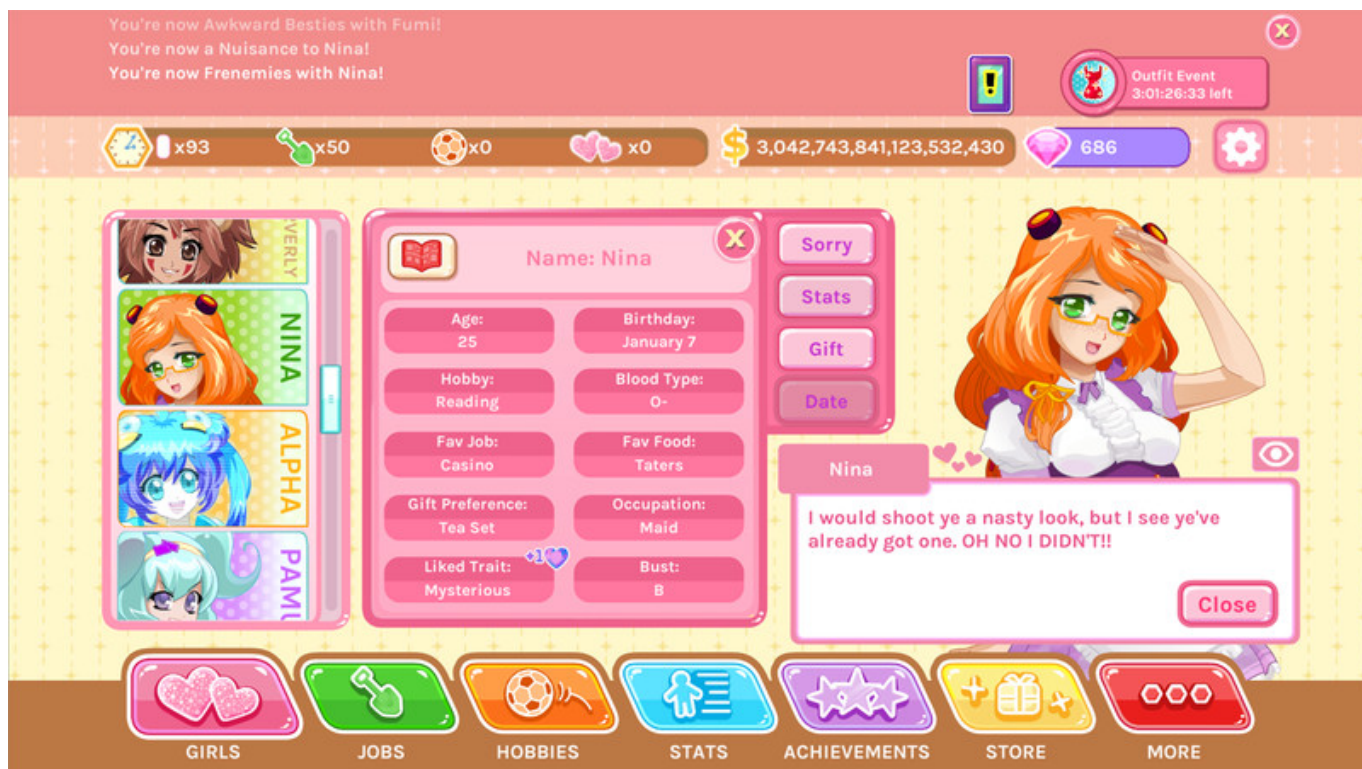 You're now Awkward Besties with Fumi!
You're now a Nuisance to Nina!
You're now Frenemies with Nina!
Outfit Event
3:01:26:33 left
x93
x50
x0
x0
3,042,743,841,123,532,430
686
VERLY
NINA
ALPHA
PAMU
Name: Nina
Age:
25
Birthday:
January 7
Hobby:
Reading
Blood Type:
O-
Fav Job:
Casino
Fav Food:
Taters
Gift Preference:
Tea Set
Occupation:
Maid
+1
Liked Trait:
Mysterious
Bust:
B
Sorry
Stats
Gift
Date
Nina
I would shoot ye a nasty look, but I see ye've
already got one. OH NO I DIDN'T!!
Close
GIRLS
JOBS
HOBBIES
STATS
ACHIEVEMENTS
STORE
MORE